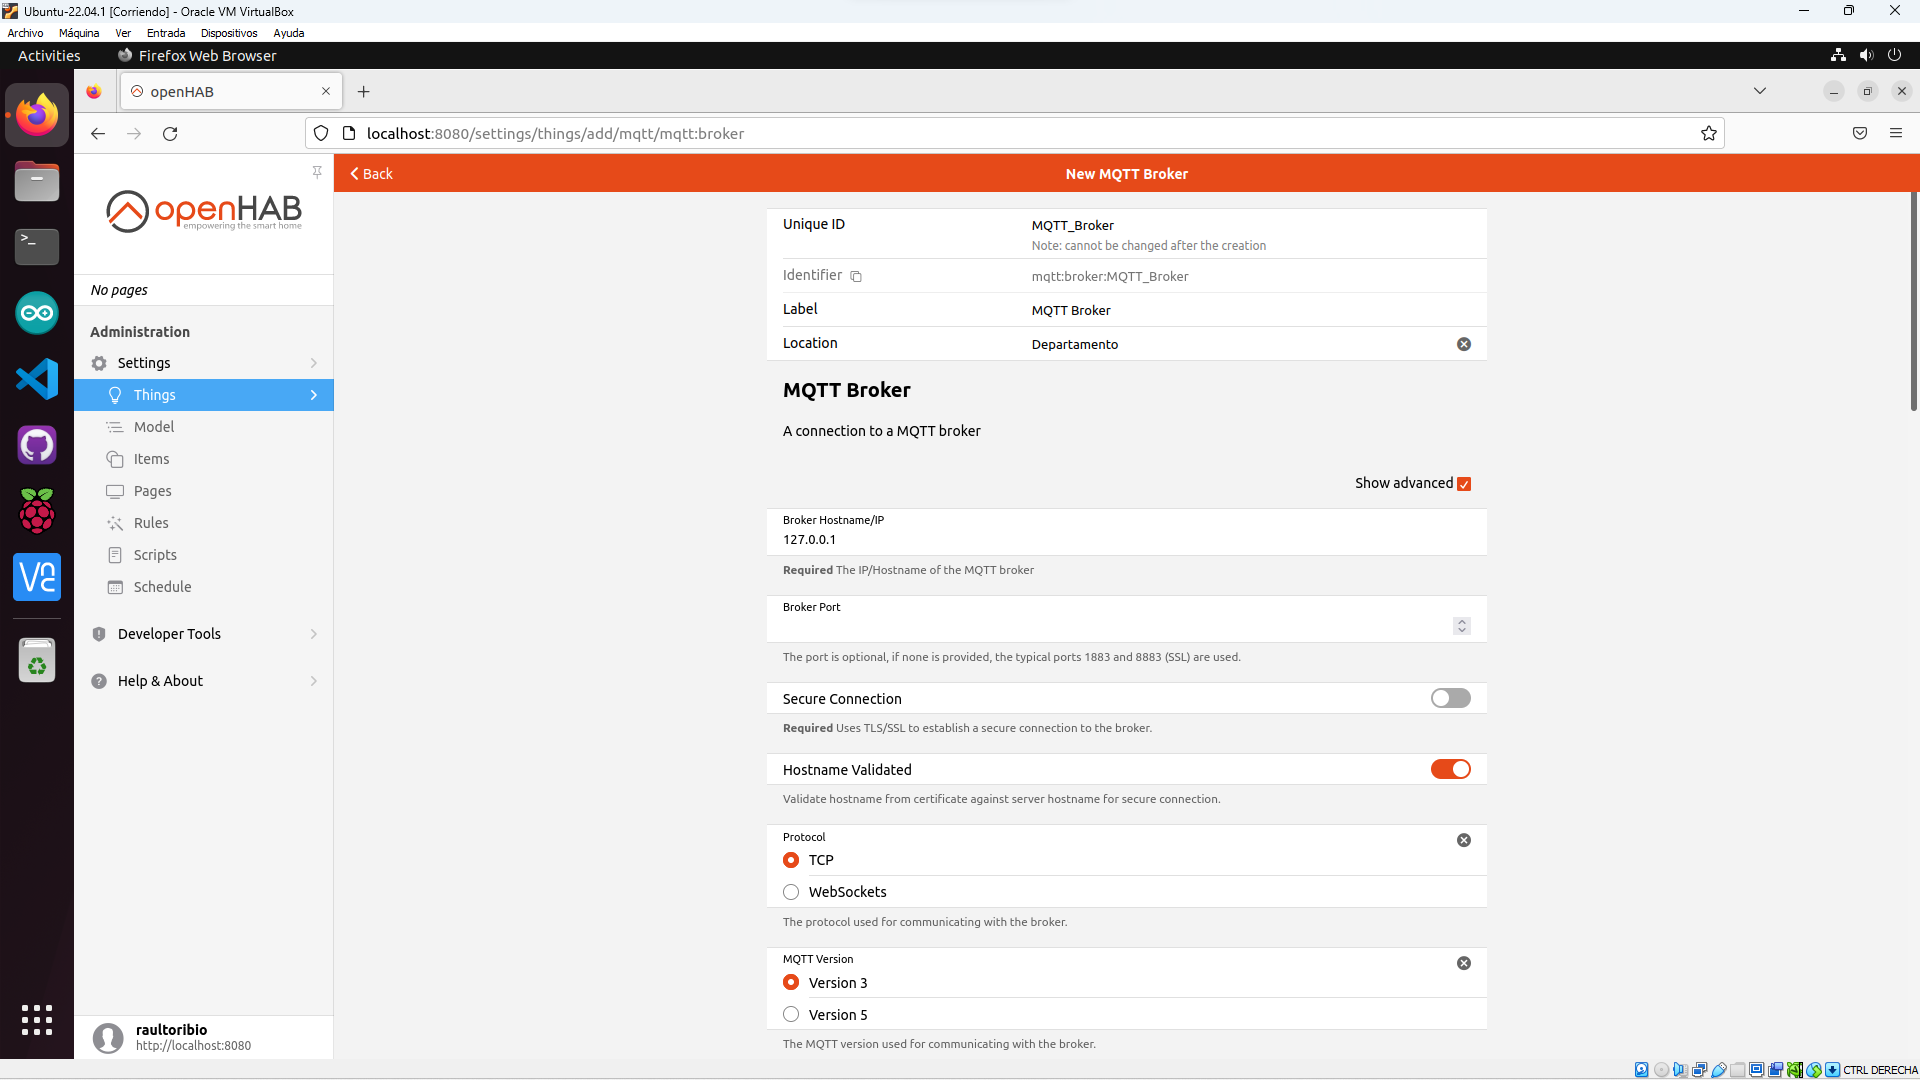 Ubuntu-22.04.1 [Corriendo] - Oracle VM VirtualBox
Archivo Máquina Ver Entrada Dispositivos Ayuda
Activities Firefox Web Browser
openHAB
localhost:8080/settings/things/add/mqtt/mqtt:broker
openHAB
empowering the smart home
No pages
Administration
Settings
Things
Model
Items
Pages
Rules
Scripts
Schedule
Developer Tools
Help & About
raultoribio
http://localhost:8080
Back New MQTT Broker
Unique ID MQTT_Broker
Note: cannot be changed after the creation
Identifier mqtt:broker:MQTT_Broker
Label MQTT Broker
Location Departamento
MQTT Broker
A connection to a MQTT broker
Show advanced
Broker Hostname/IP
127.0.0.1
Required The IP/Hostname of the MQTT broker
Broker Port
The port is optional, if none is provided, the typical ports 1883 and 8883 (SSL) are used.
Secure Connection
Required Uses TLS/SSL to establish a secure connection to the broker.
Hostname Validated
Validate hostname from certificate against server hostname for secure connection.
Protocol
TCP
WebSockets
The protocol used for communicating with the broker.
MQTT Version
Version 3
Version 5
The MQTT version used for communicating with the broker.
CTRL DERECHA